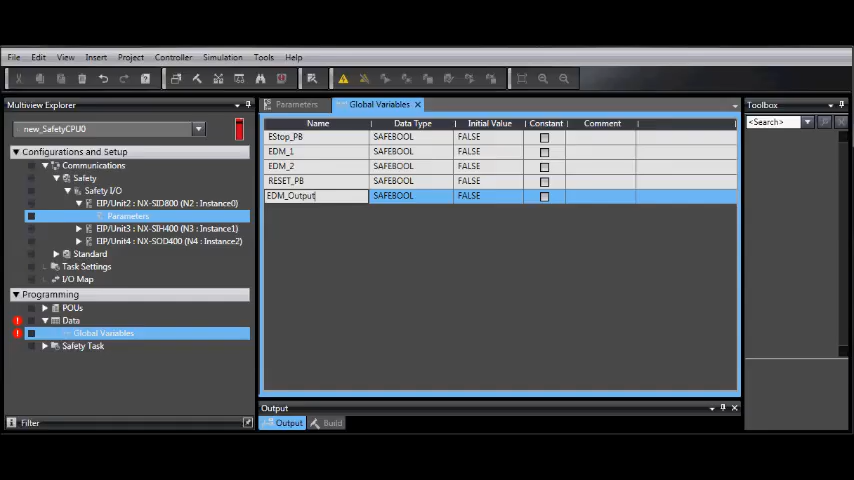 File Edit View Insert Project Controller Simulation Tools Help
Multiview Explorer
new_SafetyCPU0
Configurations and Setup
Communications
Safety
Safety I/O
EIP/Unit2 : NX-SID800 (N2 : Instance0)
Parameters
EIP/Unit3 : NX-SIH400 (N3 : Instance1)
EIP/Unit4 : NX-SOD400 (N4 : Instance2)
Standard
Task Settings
I/O Map
Programming
POUs
Data
Global Variables
Safety Task
Filter
Parameters Global Variables
Name Data Type Initial Value Constant Comment
EStop_PB SAFEBOOL FALSE
EDM_1 SAFEBOOL FALSE
EDM_2 SAFEBOOL FALSE
RESET_PB SAFEBOOL FALSE
EDM_Output SAFEBOOL FALSE
Output
Output Build
Toolbox
<Search>